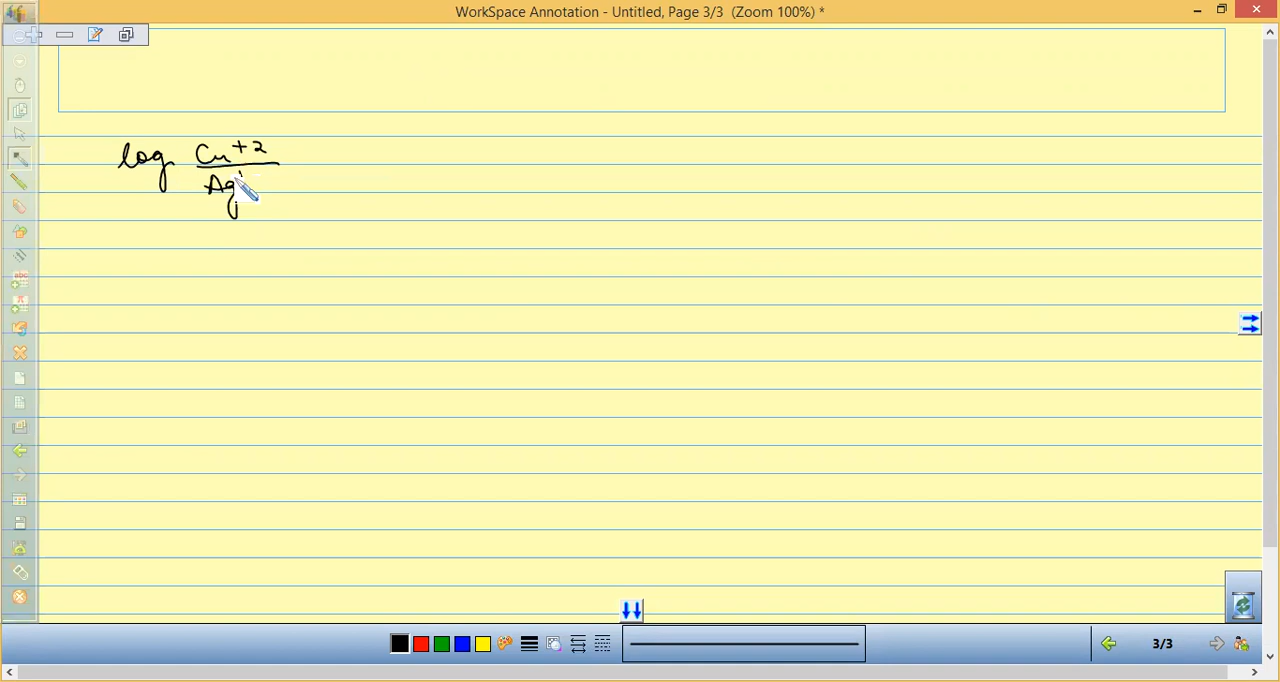 WorkSpace Annotation - Untitled, Page 3/3 (Zoom 100%) *
log Cu+2
Ag
3/3